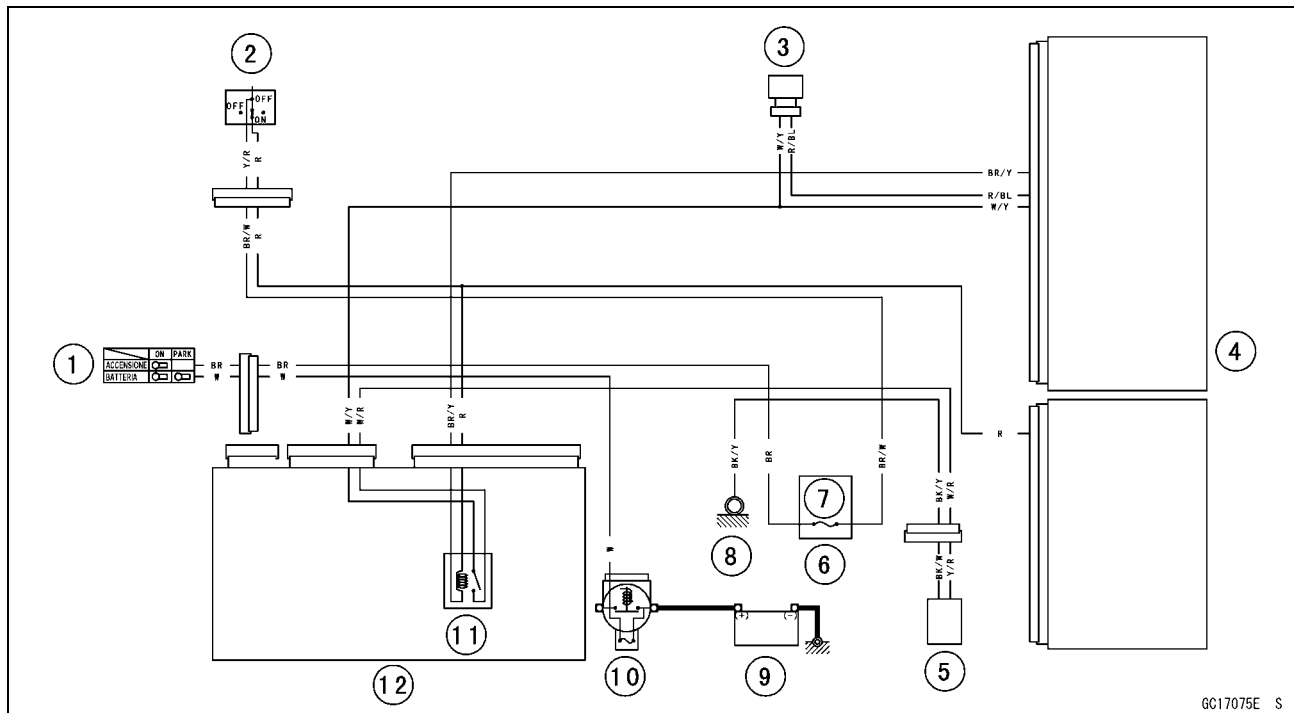 2
3
OFF
OFF
ON
Y/R
R
W/Y
R/BL
BR/Y
R/BL
W/Y
BR/W
R
1
ON PARK
ACCENSIONE
BATTERIA
BR
W
BR
W
4
W/Y
W/R
BR/Y
R
BK/Y
BR
BR/W
R
BK/Y
W/R
7
8
6
W
BK/W
Y/R
11
(+)
(-)
12
10
9
5
GC17075E S